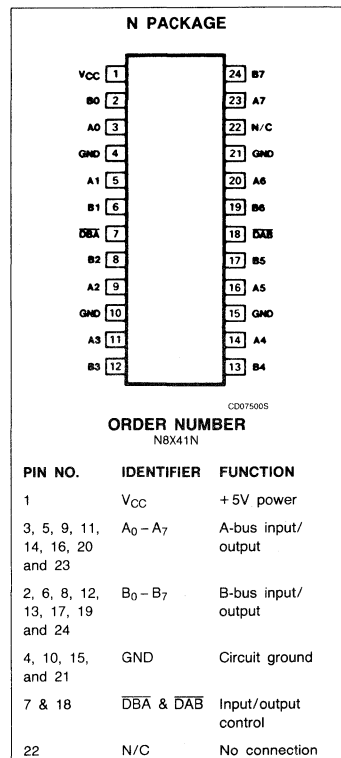 N PACKAGE
VCC 1 24 B7
B0 2 23 A7
A0 3 22 N/C
GND 4 21 GND
A1 5 20 A6
B1 6 19 B6
DBA 7 18 DAB
B2 8 17 B5
A2 9 16 A5
GND 10 15 GND
A3 11 14 A4
B3 12 13 B4
CD07500S
ORDER NUMBER
N8X41N
PIN NO. IDENTIFIER FUNCTION
1 VCC +5V power
3, 5, 9, 11, A0–A7 A-bus input/
14, 16, 20 output
and 23
2, 6, 8, 12, B0–B7 B-bus input/
13, 17, 19 output
and 24
4, 10, 15, GND Circuit ground
and 21
7 & 18 DBA & DAB Input/output
control
22 N/C No connection